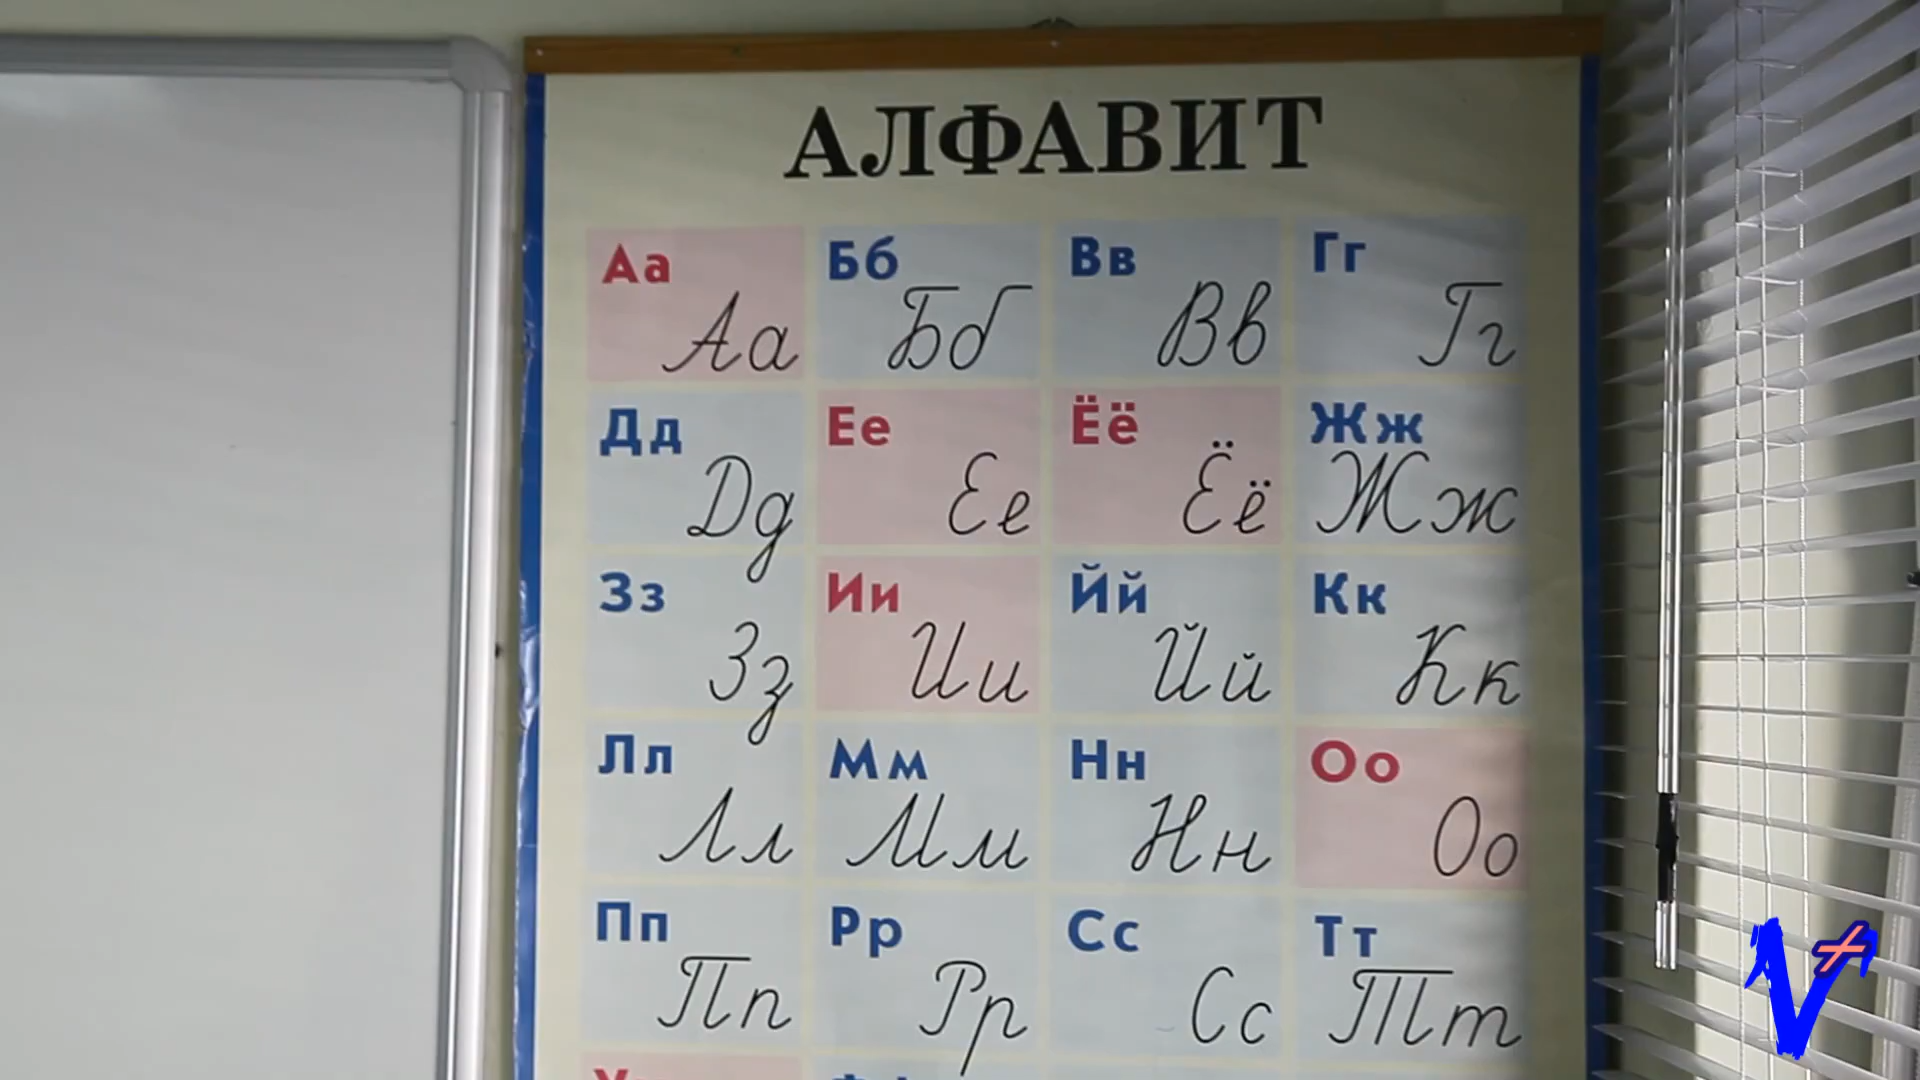 АЛФАВИТ
Аа Бб Вв Гг
Аа Бб Вв Гг
Дд Ее Ёё Жж
Дд Ее Ёё Жж
Зз Ии Йй Кк
Зз Ии Йй Кк
Лл Мм Нн Оо
Лл Мм Нн Оо
Пп Рр Сс Тт
Пп Рр Сс Тт
V+